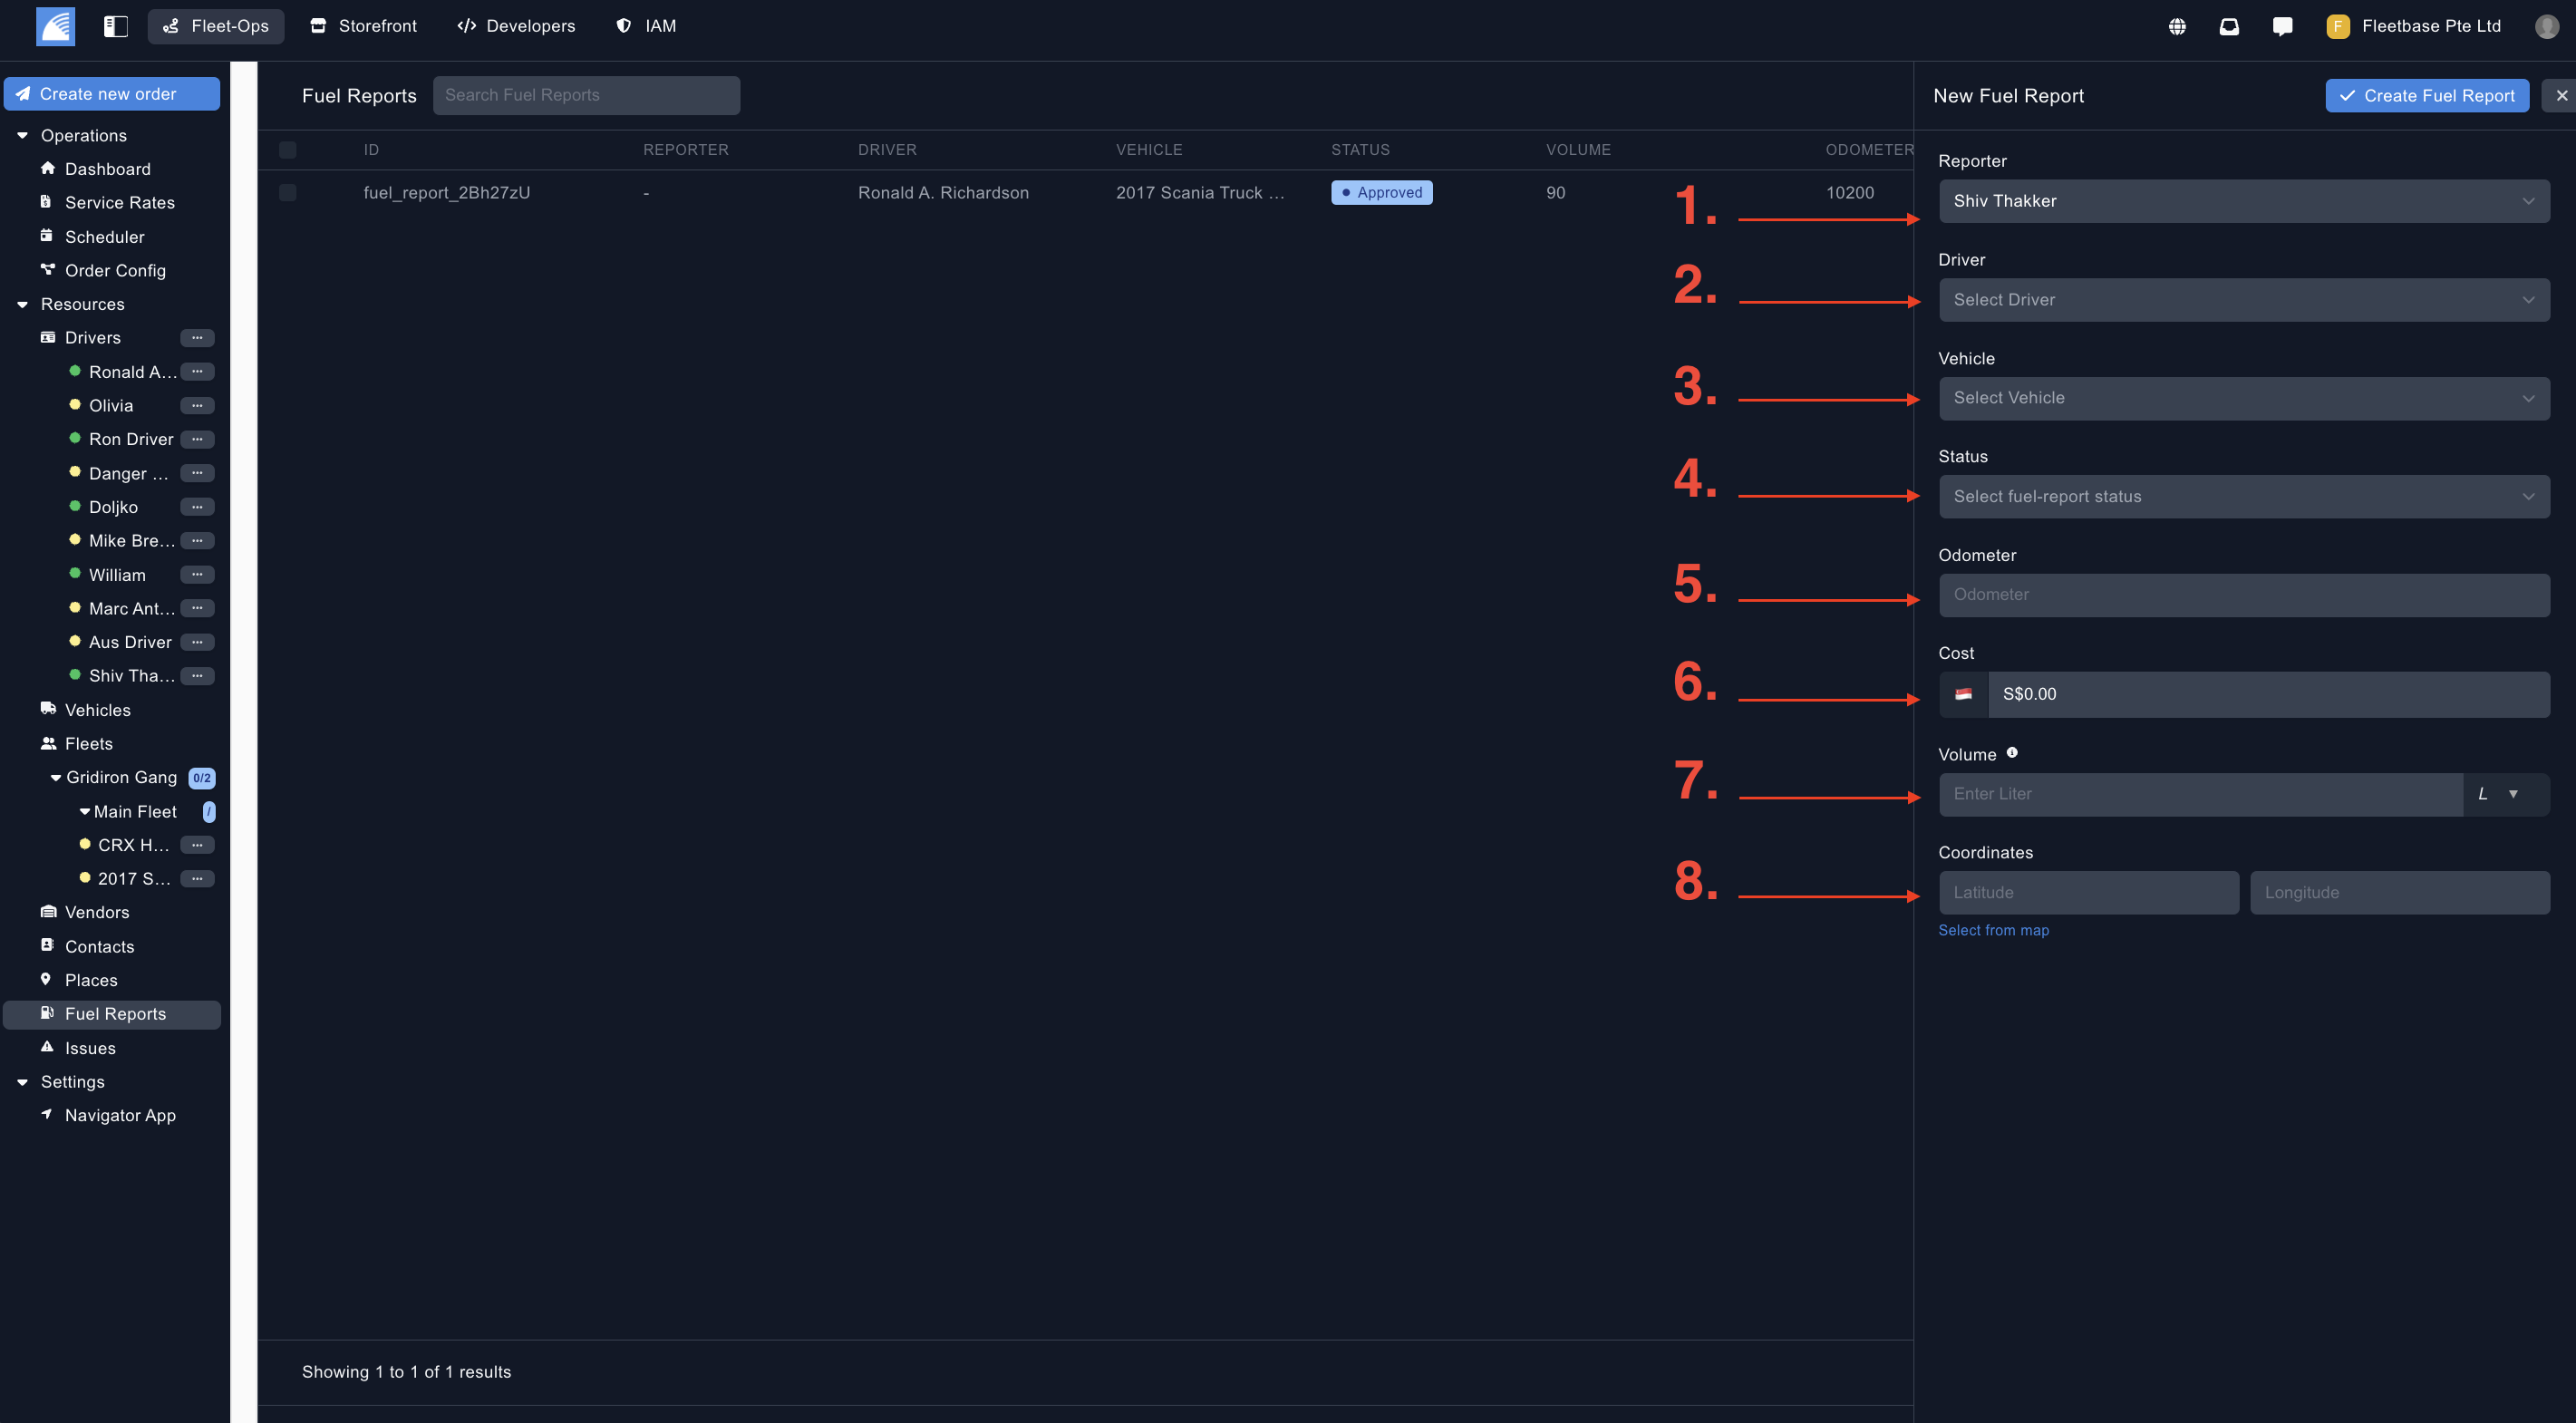 Fleet-Ops
Storefront
Developers
IAM
F
Fleetbase Pte Ltd
Create new order
Operations
Dashboard
Service Rates
Scheduler
Order Config
Resources
Drivers
Ronald A...
Olivia
Ron Driver
Danger ...
Doljko
Mike Bre...
William
Marc Ant...
Aus Driver
Shiv Tha...
Vehicles
Fleets
Gridiron Gang 0/2
Main Fleet /
CRX H...
2017 S...
Vendors
Contacts
Places
Fuel Reports
Issues
Settings
Navigator App
Fuel Reports
Search Fuel Reports
ID REPORTER DRIVER VEHICLE STATUS VOLUME ODOMETER
fuel_report_2Bh27zU - Ronald A. Richardson 2017 Scania Truck ... Approved 90 10200
Showing 1 to 1 of 1 results
1.
2.
3.
4.
5.
6.
7.
8.
New Fuel Report
Create Fuel Report
Reporter
Shiv Thakker
Driver
Select Driver
Vehicle
Select Vehicle
Status
Select fuel-report status
Odometer
Odometer
Cost
S$0.00
Volume
Enter Liter
L
Coordinates
Latitude
Longitude
Select from map